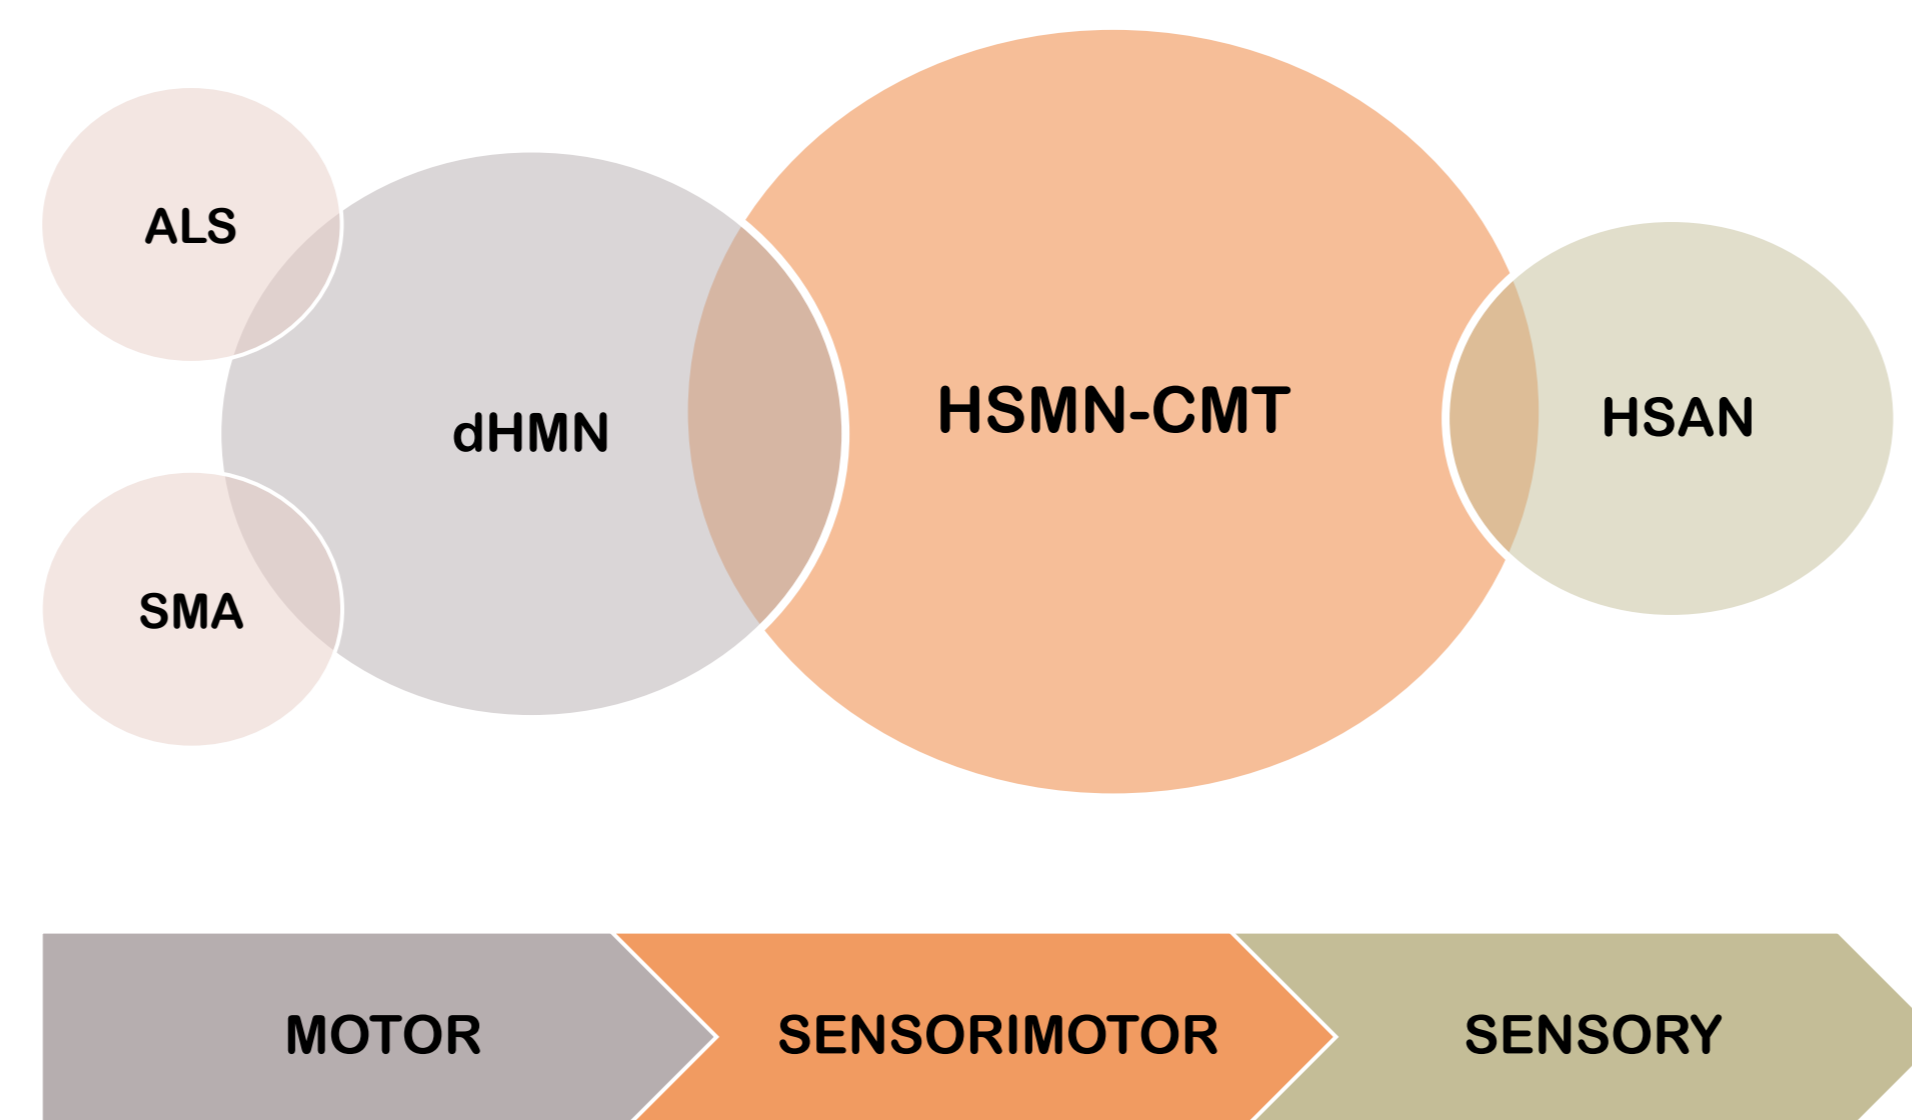 ALS
dHMN
HSMN-CMT
HSAN
SMA
MOTOR
SENSORIMOTOR
SENSORY